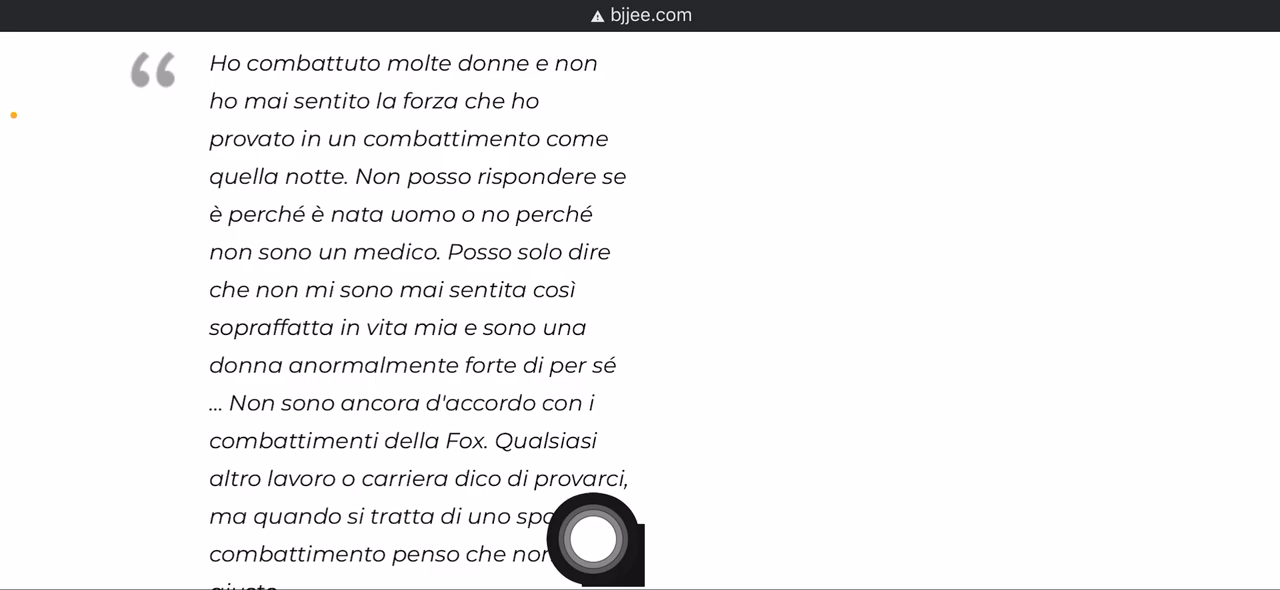 bjjee.com
Ho combattuto molte donne e non
ho mai sentito la forza che ho
provato in un combattimento come
quella notte. Non posso rispondere se
è perché è nata uomo o no perché
non sono un medico. Posso solo dire
che non mi sono mai sentita così
sopraffatta in vita mia e sono una
donna anormalmente forte di per sé
... Non sono ancora d'accordo con i
combattimenti della Fox. Qualsiasi
altro lavoro o carriera dico di provarci,
ma quando si tratta di uno
combattimento penso che